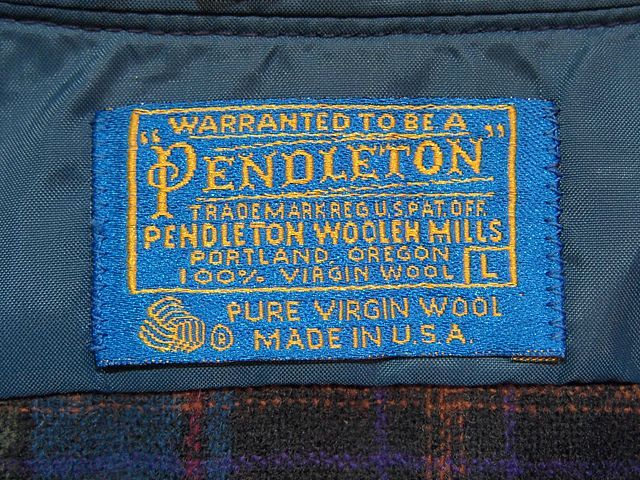 WARRANTED TO BE A
"PENDLETON"
TRADEMARK REG U.S. PAT. OFF.
PENDLETON WOOLEN MILLS
PORTLAND, OREGON
100% VIRGIN WOOL L
® PURE VIRGIN WOOL
MADE IN U.S.A.